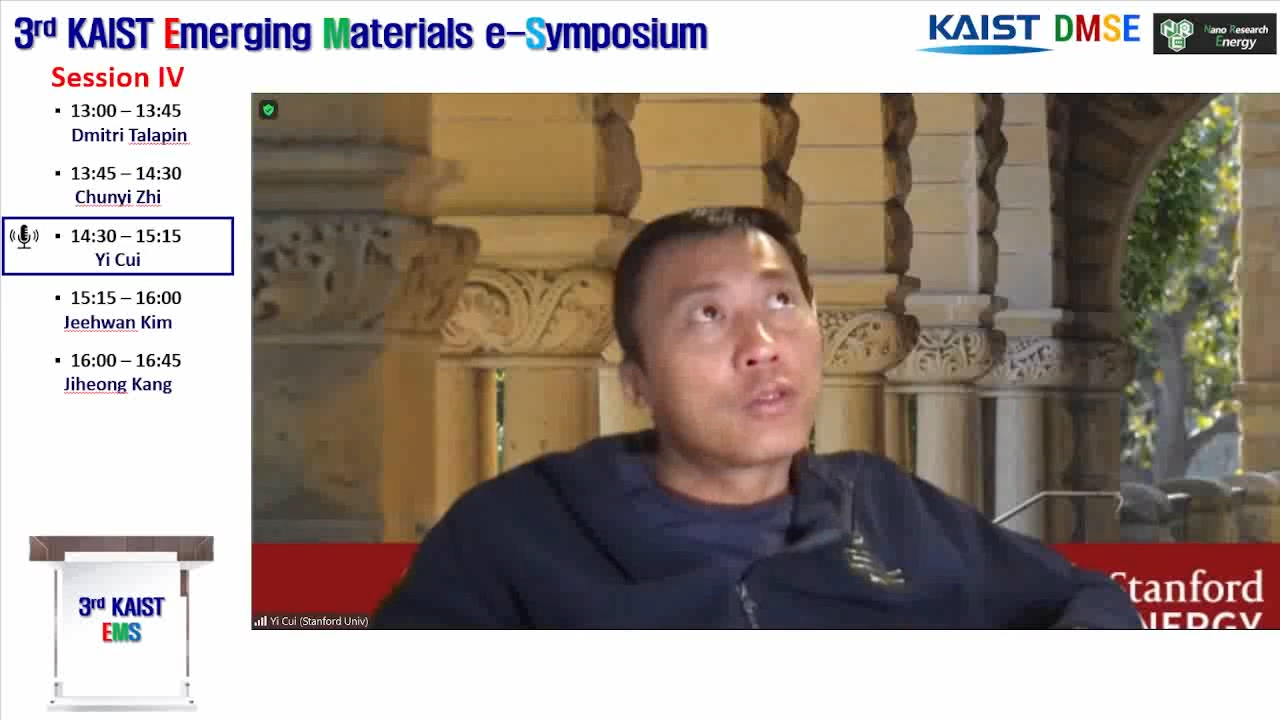 3rd KAIST Emerging Materials e-Symposium
KAIST DMSE
NRE
Nano Research
Energy
Session IV
▪ 13:00 – 13:45
Dmitri Talapin
▪ 13:45 – 14:30
Chunyi Zhi
▪ 14:30 – 15:15
Yi Cui
▪ 15:15 – 16:00
Jeehwan Kim
▪ 16:00 – 16:45
Jiheong Kang
3rd KAIST
EMS
Yi Cui (Stanford Univ)
Stanford
ENERGY